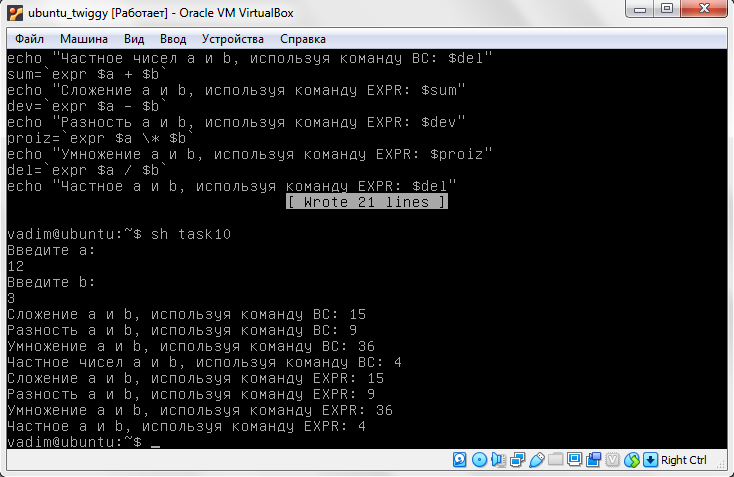 ubuntu_twiggy [Работает] - Oracle VM VirtualBox
Файл Машина Вид Ввод Устройства Справка
echo "Частное чисел a и b, используя команду BC: $del"
sum=`expr $a + $b`
echo "Сложение a и b, используя команду EXPR: $sum"
dev=`expr $a - $b`
echo "Разность a и b, используя команду EXPR: $dev"
proiz=`expr $a \* $b`
echo "Умножение a и b, используя команду EXPR: $proiz"
del=`expr $a / $b`
echo "Частное a и b, используя команду EXPR: $del"
[ Wrote 21 lines ]
vadim@ubuntu:~$ sh task10
Введите a:
12
Введите b:
3
Сложение a и b, используя команду BC: 15
Разность a и b, используя команду BC: 9
Умножение a и b, используя команду BC: 36
Частное чисел a и b, используя команду BC: 4
Сложение a и b, используя команду EXPR: 15
Разность a и b, используя команду EXPR: 9
Умножение a и b, используя команду EXPR: 36
Частное a и b, используя команду EXPR: 4
vadim@ubuntu:~$ _
Right Ctrl